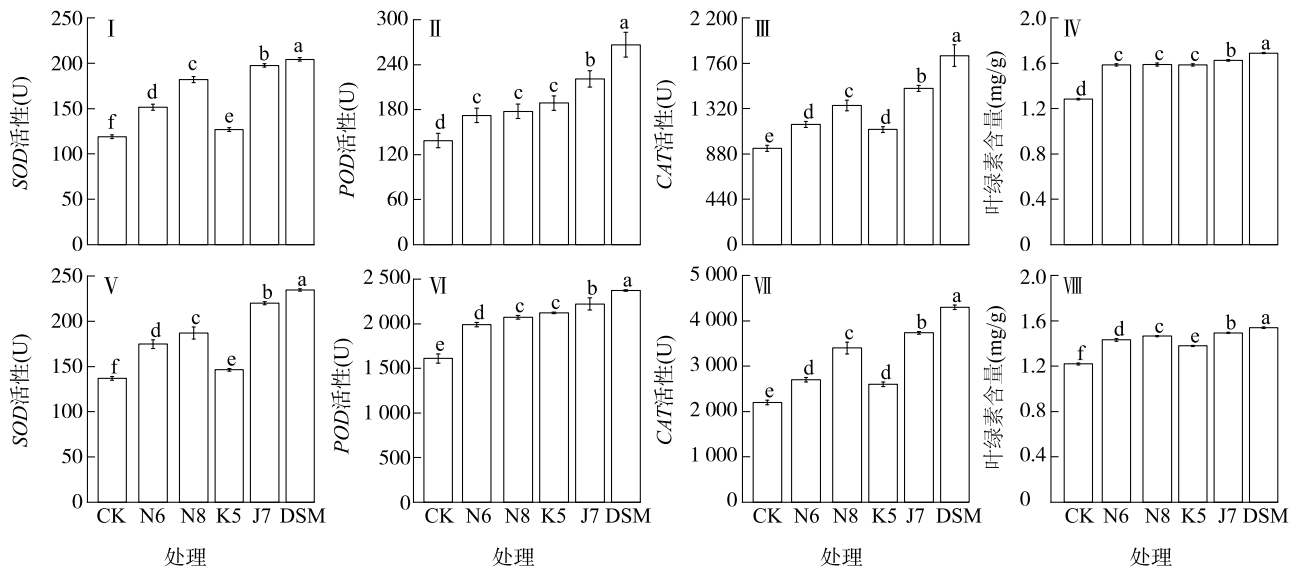 Ⅰ
250
200
150
100
50
0
SOD活性(U)
f
d
c
e
b
a
Ⅱ
300
240
180
120
60
0
POD活性(U)
d
c
c
c
b
a
Ⅲ
2 200
1 760
1 320
880
440
0
CAT活性(U)
e
d
c
d
b
a
Ⅳ
2.0
1.6
1.2
0.8
0.4
0
叶绿素含量(mg/g)
d
c
c
c
b
a
Ⅴ
250
200
150
100
50
0
SOD活性(U)
f
d
c
e
b
a
CK N6 N8 K5 J7 DSM
处理
Ⅵ
2 500
2 000
1 500
1 000
500
0
POD活性(U)
e
d
c
c
b
a
CK N6 N8 K5 J7 DSM
处理
Ⅶ
5 000
4 000
3 000
2 000
1 000
0
CAT活性(U)
e
d
c
d
b
a
CK N6 N8 K5 J7 DSM
处理
Ⅷ
2.0
1.6
1.2
0.8
0.4
0
叶绿素含量(mg/g)
f
d
c
e
b
a
CK N6 N8 K5 J7 DSM
处理